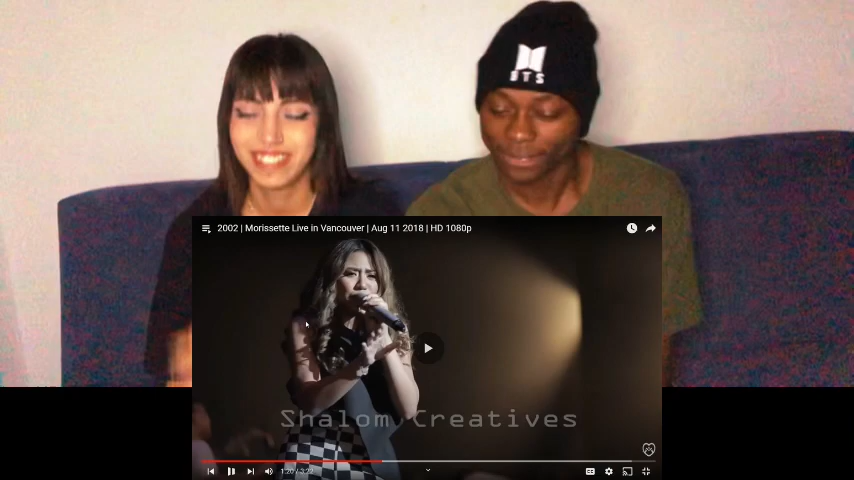 BTS
2002 | Morissette Live in Vancouver | Aug 11 2018 | HD 1080p
Shalom Creatives
1:20 / 3:22